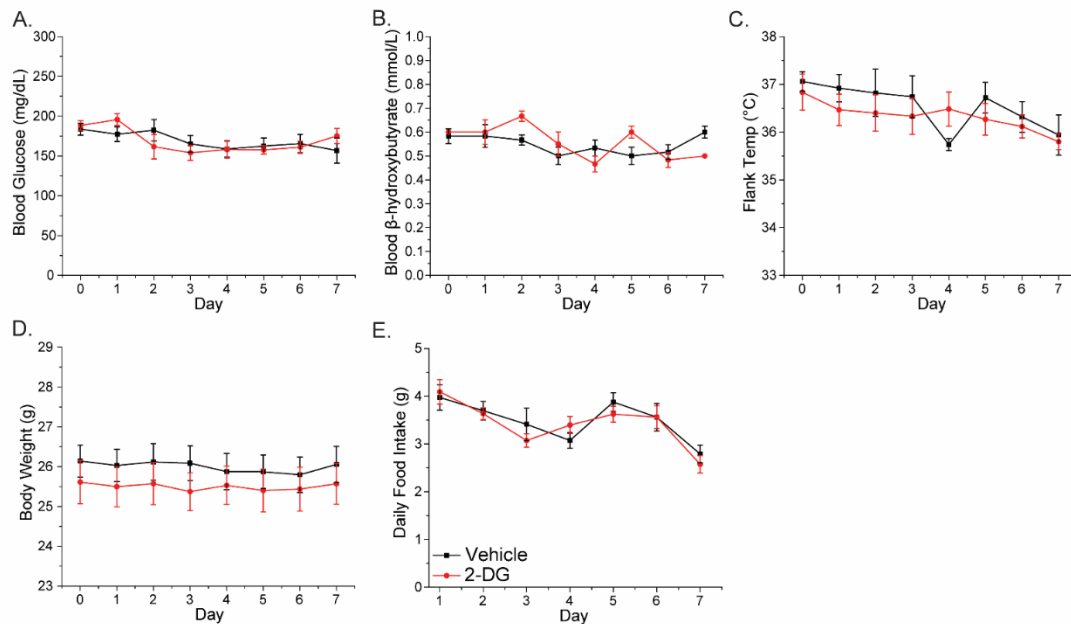 A.
Blood Glucose (mg/dL)
300
250
200
150
100
50
0
0 1 2 3 4 5 6 7
Day
B.
Blood β-hydroxybutyrate (mmol/L)
1.0
0.9
0.8
0.7
0.6
0.5
0.4
0.3
0.2
0.1
0.0
0 1 2 3 4 5 6 7
Day
C.
Flank Temp (°C)
38
37
36
35
34
33
0 1 2 3 4 5 6 7
Day
D.
Body Weight (g)
29
28
27
26
25
24
23
0 1 2 3 4 5 6 7
Day
E.
Daily Food Intake (g)
5
4
3
2
1
0
Vehicle
2-DG
1 2 3 4 5 6 7
Day